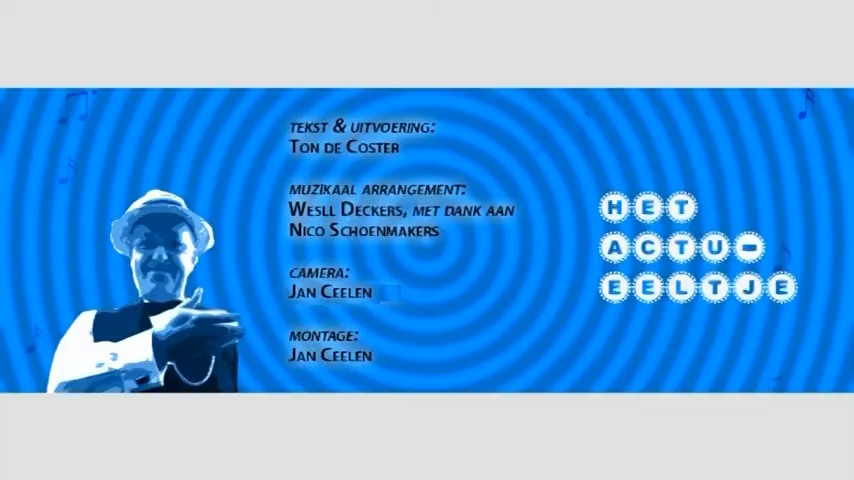 TEKST & UITVOERING:
TON DE COSTER
MUZIKAAL ARRANGEMENT:
WESLL DECKERS, MET DANK AAN
NICO SCHOENMAKERS
CAMERA:
JAN CEELEN
MONTAGE:
JAN CEELEN
HET
ACTU-
EELTJE